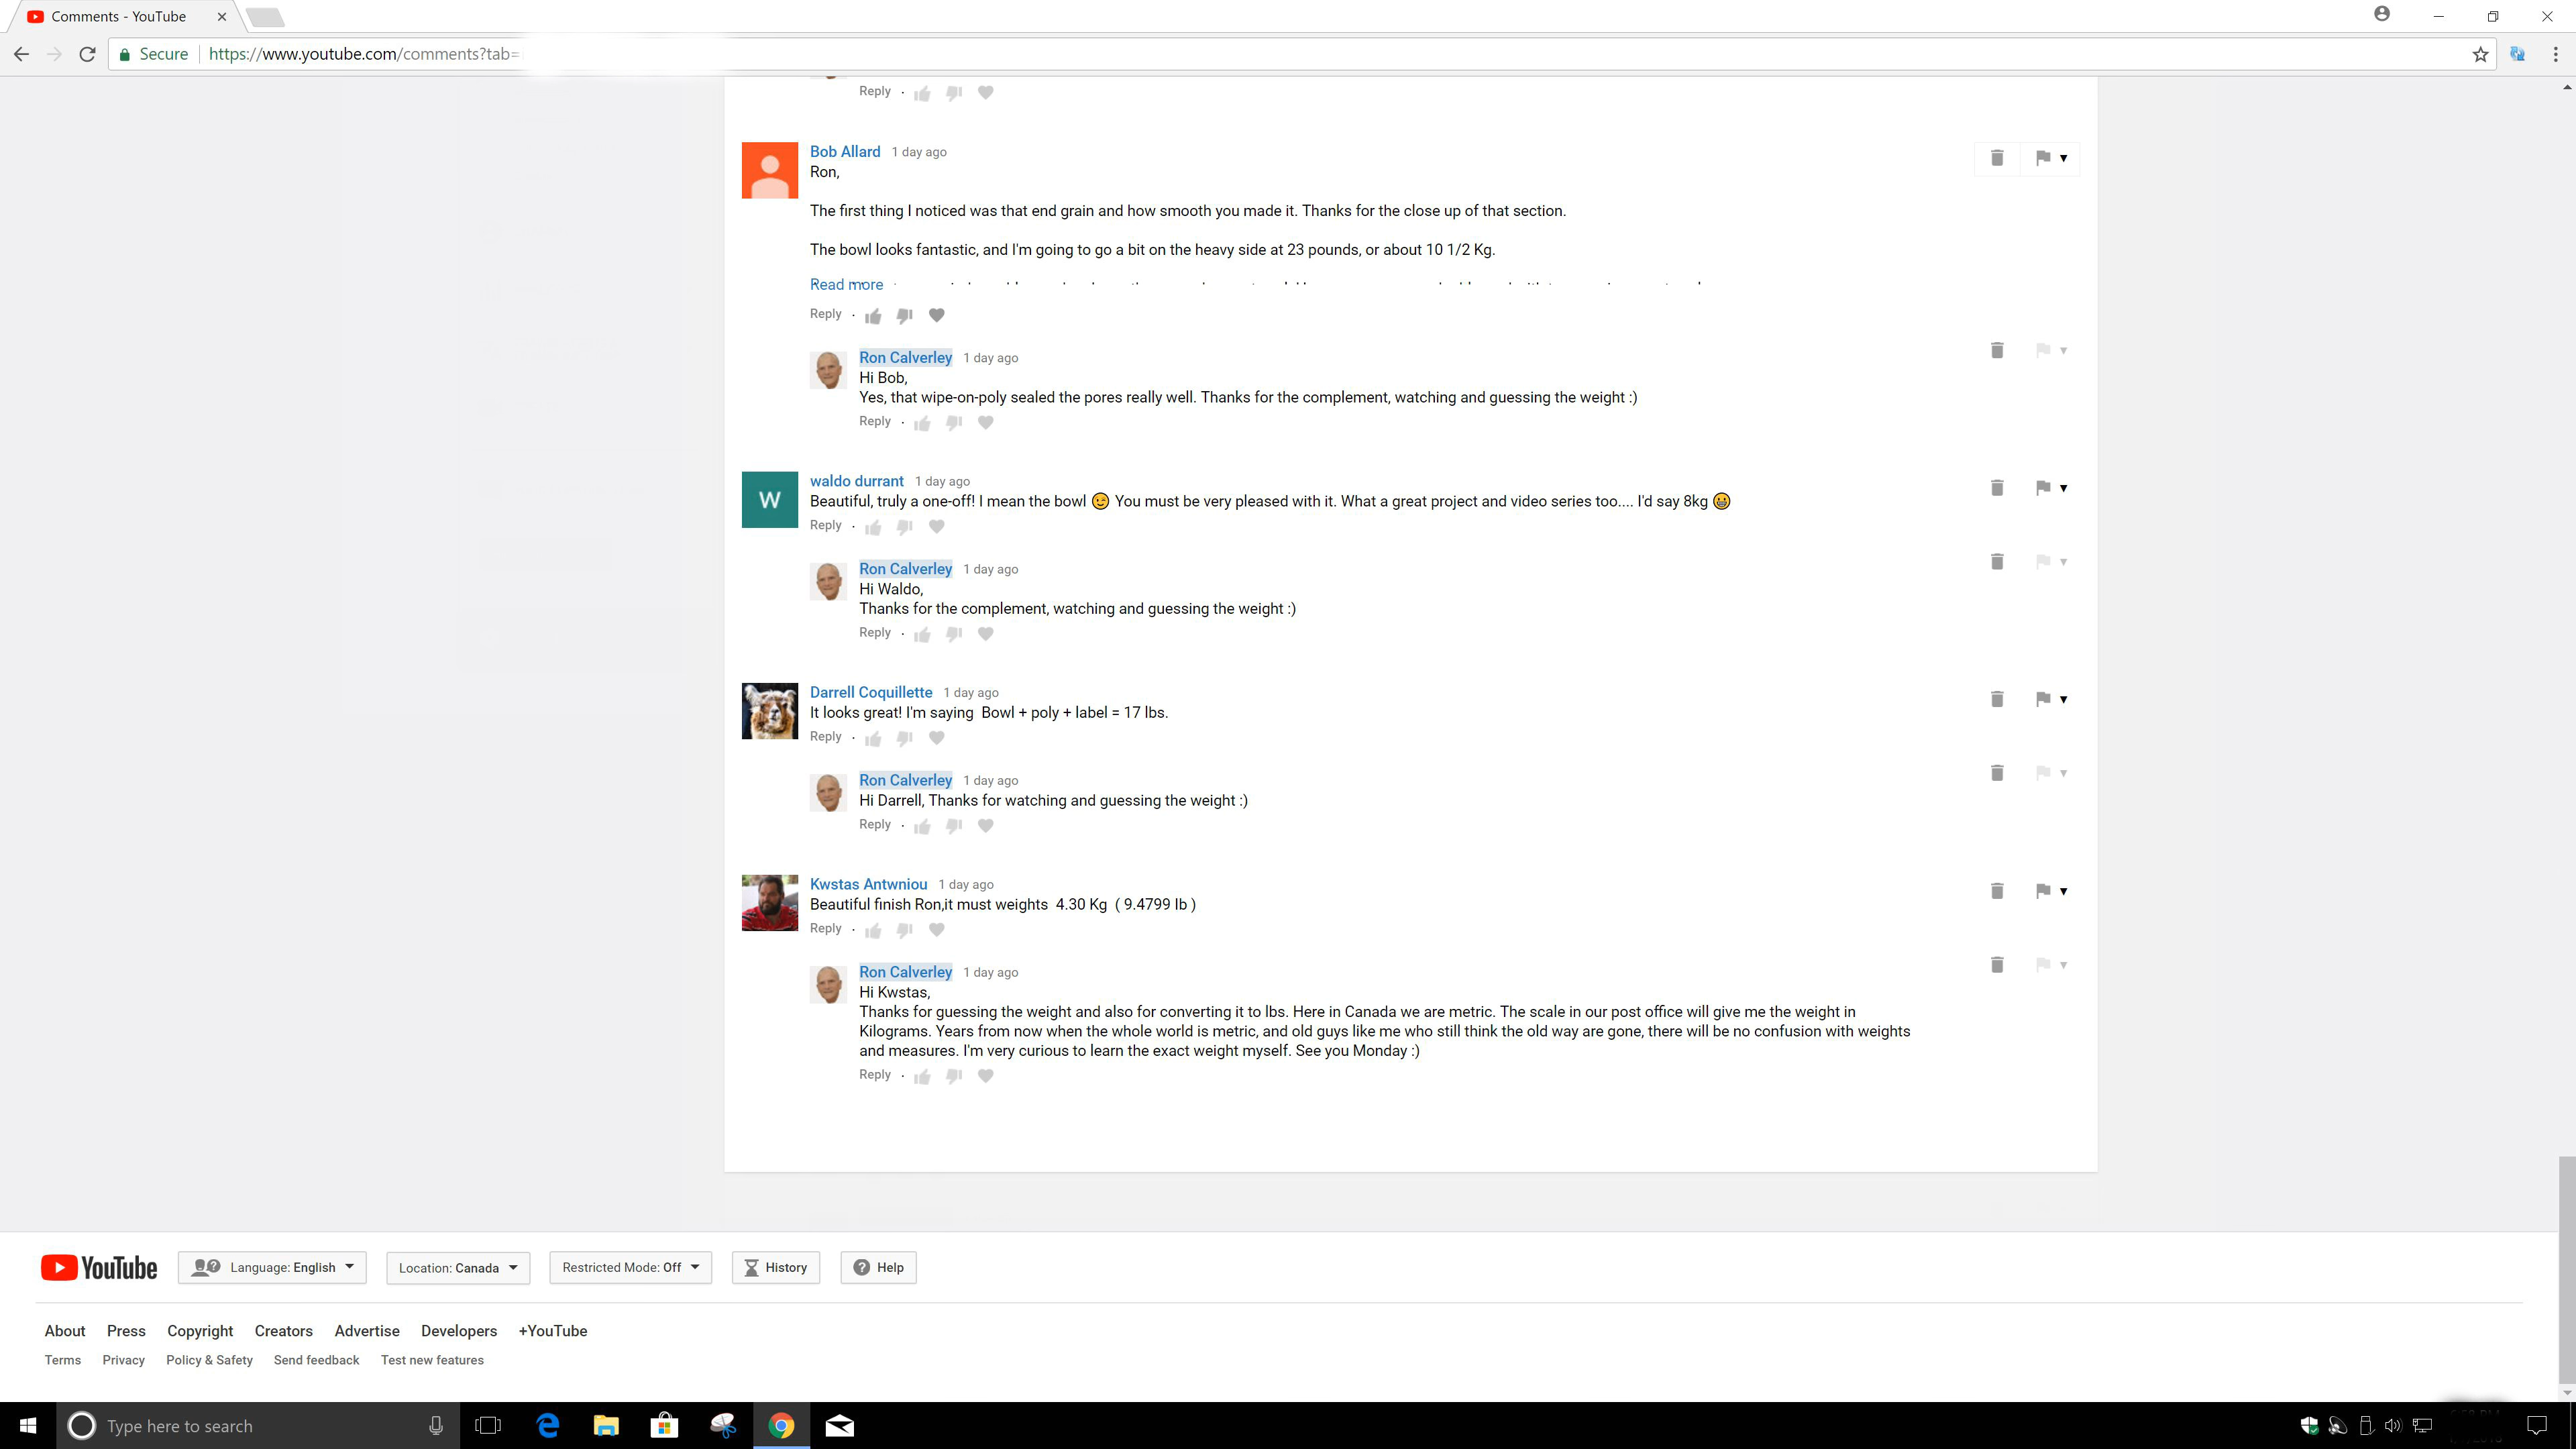 Comments - YouTube
Secure https://www.youtube.com/comments?tab=
Reply
Bob Allard 1 day ago
Ron,
The first thing I noticed was that end grain and how smooth you made it. Thanks for the close up of that section.
The bowl looks fantastic, and I'm going to go a bit on the heavy side at 23 pounds, or about 10 1/2 Kg.
Read more
Reply
Ron Calverley 1 day ago
Hi Bob,
Yes, that wipe-on-poly sealed the pores really well. Thanks for the complement, watching and guessing the weight :)
Reply
W
waldo durrant 1 day ago
Beautiful, truly a one-off! I mean the bowl 😉 You must be very pleased with it. What a great project and video series too.... I'd say 8kg 😀
Reply
Ron Calverley 1 day ago
Hi Waldo,
Thanks for the complement, watching and guessing the weight :)
Reply
Darrell Coquillette 1 day ago
It looks great! I'm saying  Bowl + poly + label = 17 lbs.
Reply
Ron Calverley 1 day ago
Hi Darrell, Thanks for watching and guessing the weight :)
Reply
Kwstas Antwniou 1 day ago
Beautiful finish Ron,it must weights  4.30 Kg  ( 9.4799 lb )
Reply
Ron Calverley 1 day ago
Hi Kwstas,
Thanks for guessing the weight and also for converting it to lbs. Here in Canada we are metric. The scale in our post office will give me the weight in
Kilograms. Years from now when the whole world is metric, and old guys like me who still think the old way are gone, there will be no confusion with weights
and measures. I'm very curious to learn the exact weight myself. See you Monday :)
Reply
YouTube Language: English Location: Canada Restricted Mode: Off History Help
About Press Copyright Creators Advertise Developers +YouTube
Terms Privacy Policy & Safety Send feedback Test new features
Type here to search